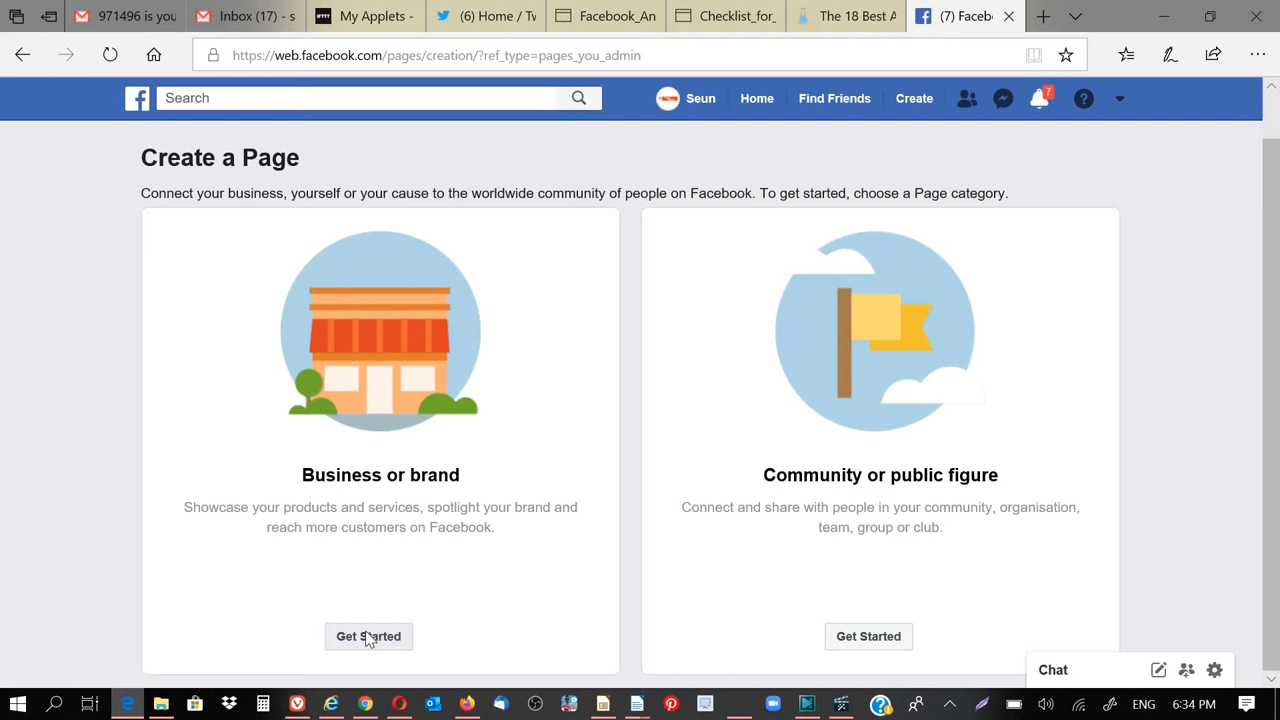 971496 is you
Inbox (17) - s
My Applets -
(6) Home / Tw
Facebook_An
Checklist_for_
The 18 Best A
(7) Faceb
https://web.facebook.com/pages/creation/?ref_type=pages_you_admin
Search
Seun
Home
Find Friends
Create
7
Create a Page
Connect your business, yourself or your cause to the worldwide community of people on Facebook. To get started, choose a Page category.
Business or brand
Showcase your products and services, spotlight your brand and
reach more customers on Facebook.
Get Started
Community or public figure
Connect and share with people in your community, organisation,
team, group or club.
Get Started
Chat
ENG
6:34 PM